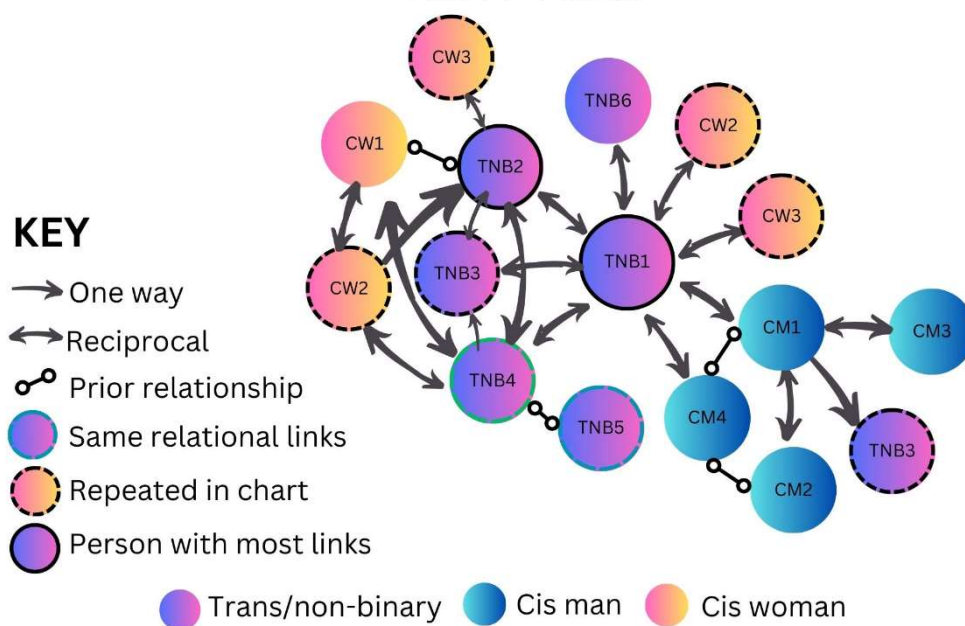 CW3
TNB6
CW2
CW1
TNB2
CW3
KEY
TNB1
CW2
TNB3
One way
CM1
CM3
Reciprocal
Prior relationship
TNB4
CM4
TNB5
Same relational links
TNB3
Repeated in chart
CM2
Person with most links
Trans/non-binary
Cis man
Cis woman